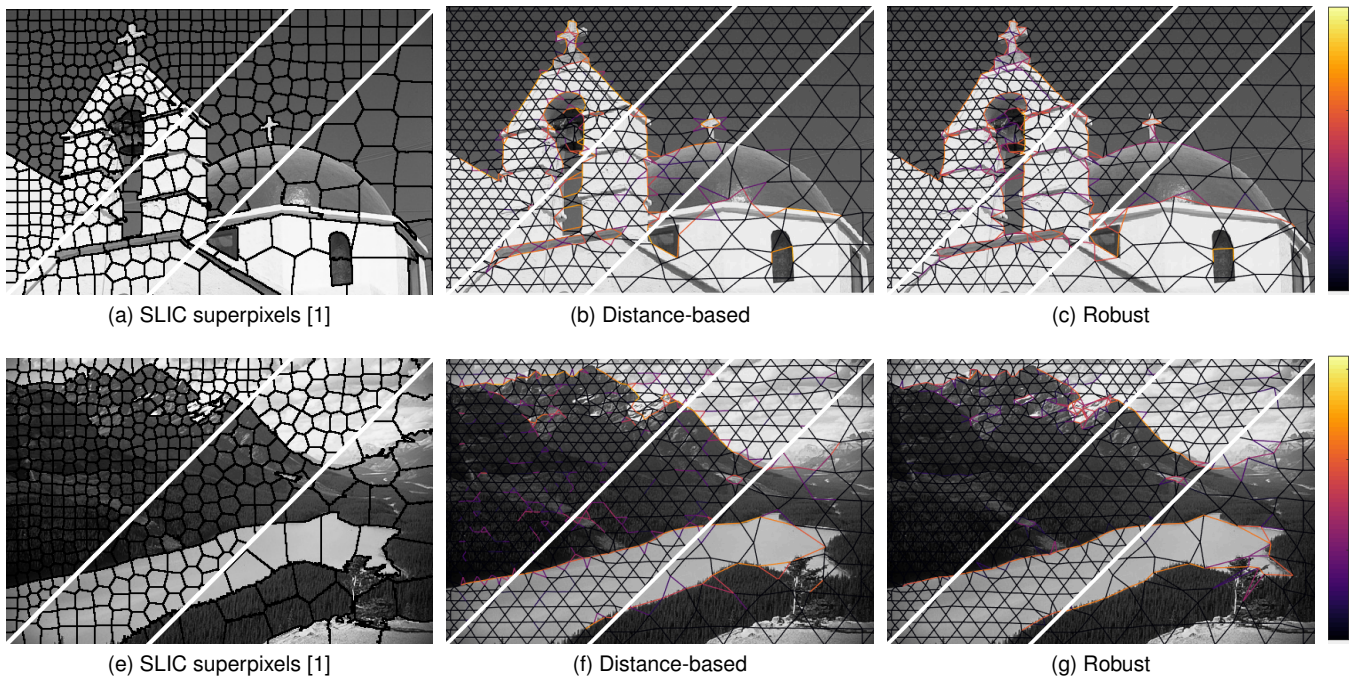 (a) SLIC superpixels [1]
(b) Distance-based
(c) Robust
(e) SLIC superpixels [1]
(f) Distance-based
(g) Robust